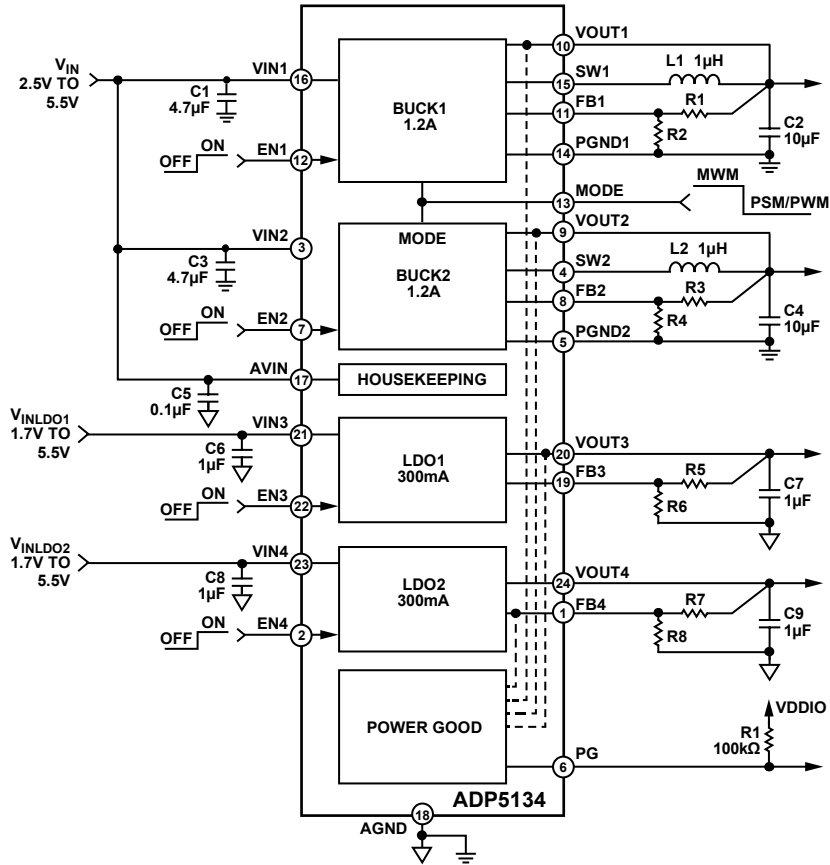 VIN
2.5V TO
5.5V
C1
4.7µF
VIN1
16
OFF
ON
EN1
12
BUCK1
1.2A
10
VOUT1
15
SW1
L1 1µH
11
FB1
R1
R2
14
PGND1
C2
10µF
13
MODE
MWM
PSM/PWM
VIN2
3
C3
4.7µF
OFF
ON
EN2
7
MODE
BUCK2
1.2A
9
VOUT2
4
SW2
L2 1µH
8
FB2
R3
R4
5
PGND2
C4
10µF
AVIN
17
C5
0.1µF
HOUSEKEEPING
VINLDO1
1.7V TO
5.5V
VIN3
21
C6
1µF
OFF
ON
EN3
22
LDO1
300mA
20
VOUT3
19
FB3
R5
R6
C7
1µF
VINLDO2
1.7V TO
5.5V
VIN4
23
C8
1µF
OFF
ON
EN4
2
LDO2
300mA
24
VOUT4
1
FB4
R7
R8
C9
1µF
POWER GOOD
6
PG
VDDIO
R1
100kΩ
ADP5134
18
AGND